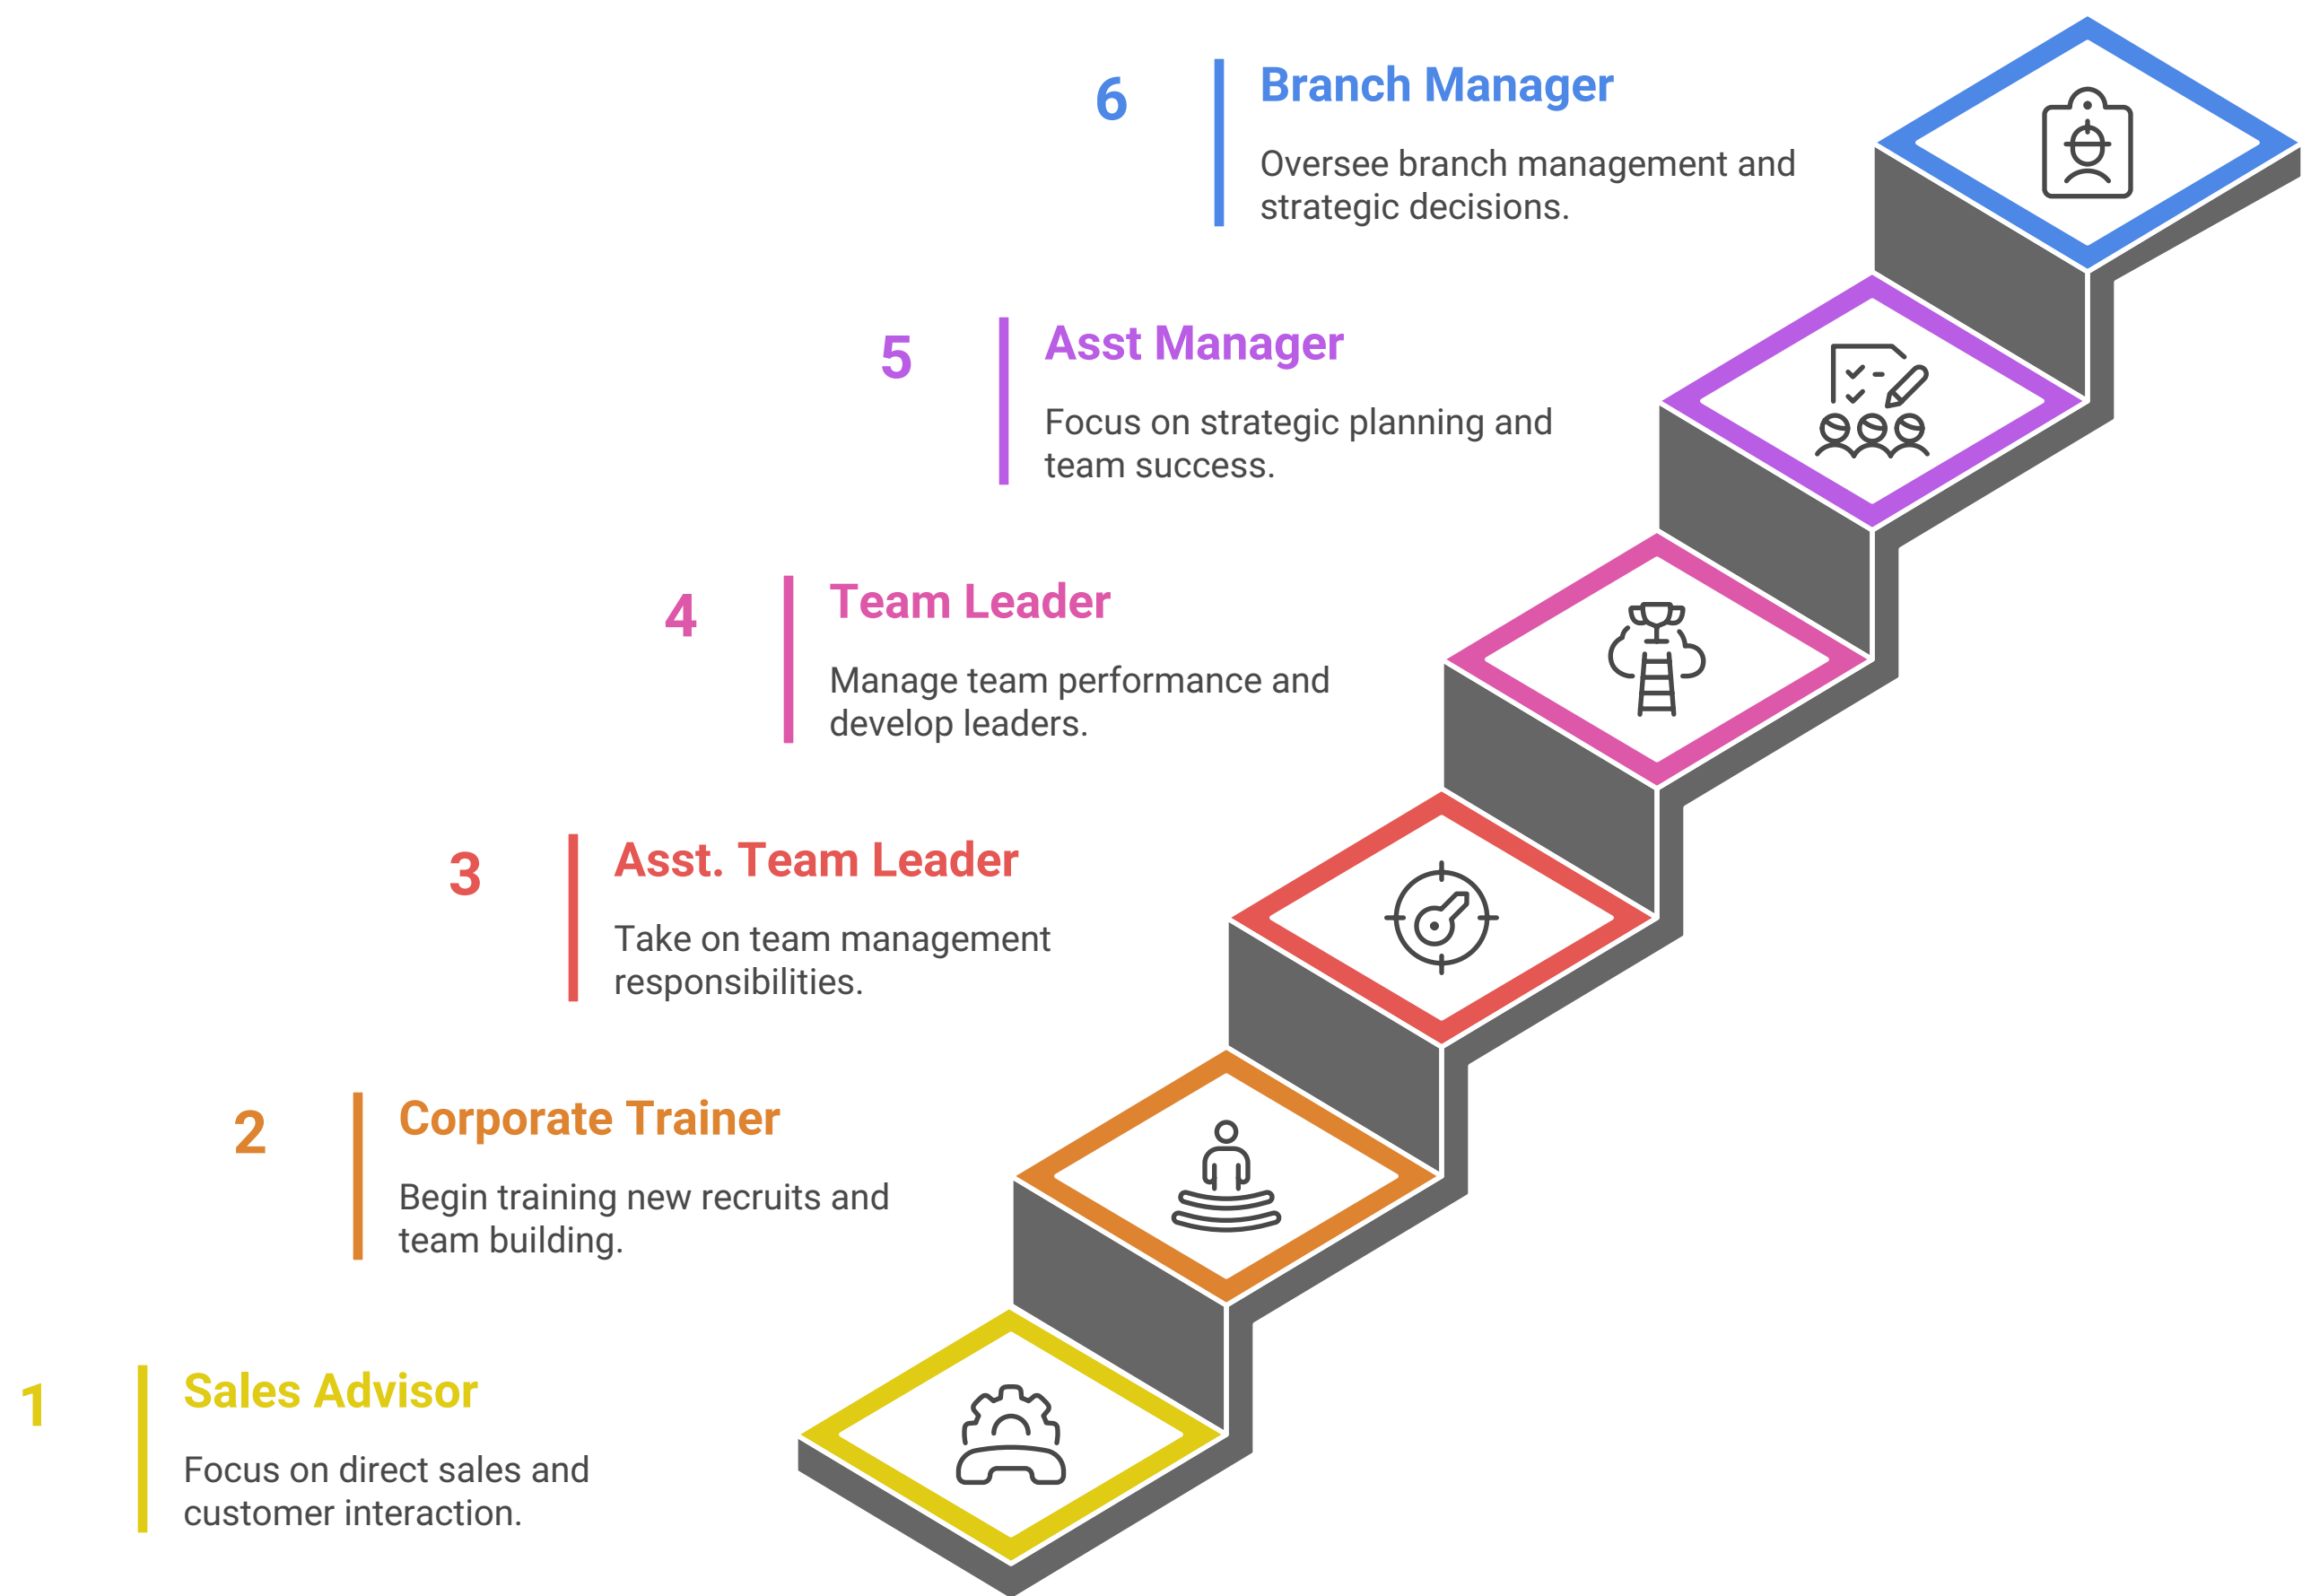 6
Branch Manager
Oversee branch management and
strategic decisions.
5
Asst Manager
Focus on strategic planning and
team success.
4
Team Leader
Manage team performance and
develop leaders.
3
Asst. Team Leader
Take on team management
responsibilities.
2
Corporate Trainer
Begin training new recruits and
team building.
1
Sales Advisor
Focus on direct sales and
customer interaction.